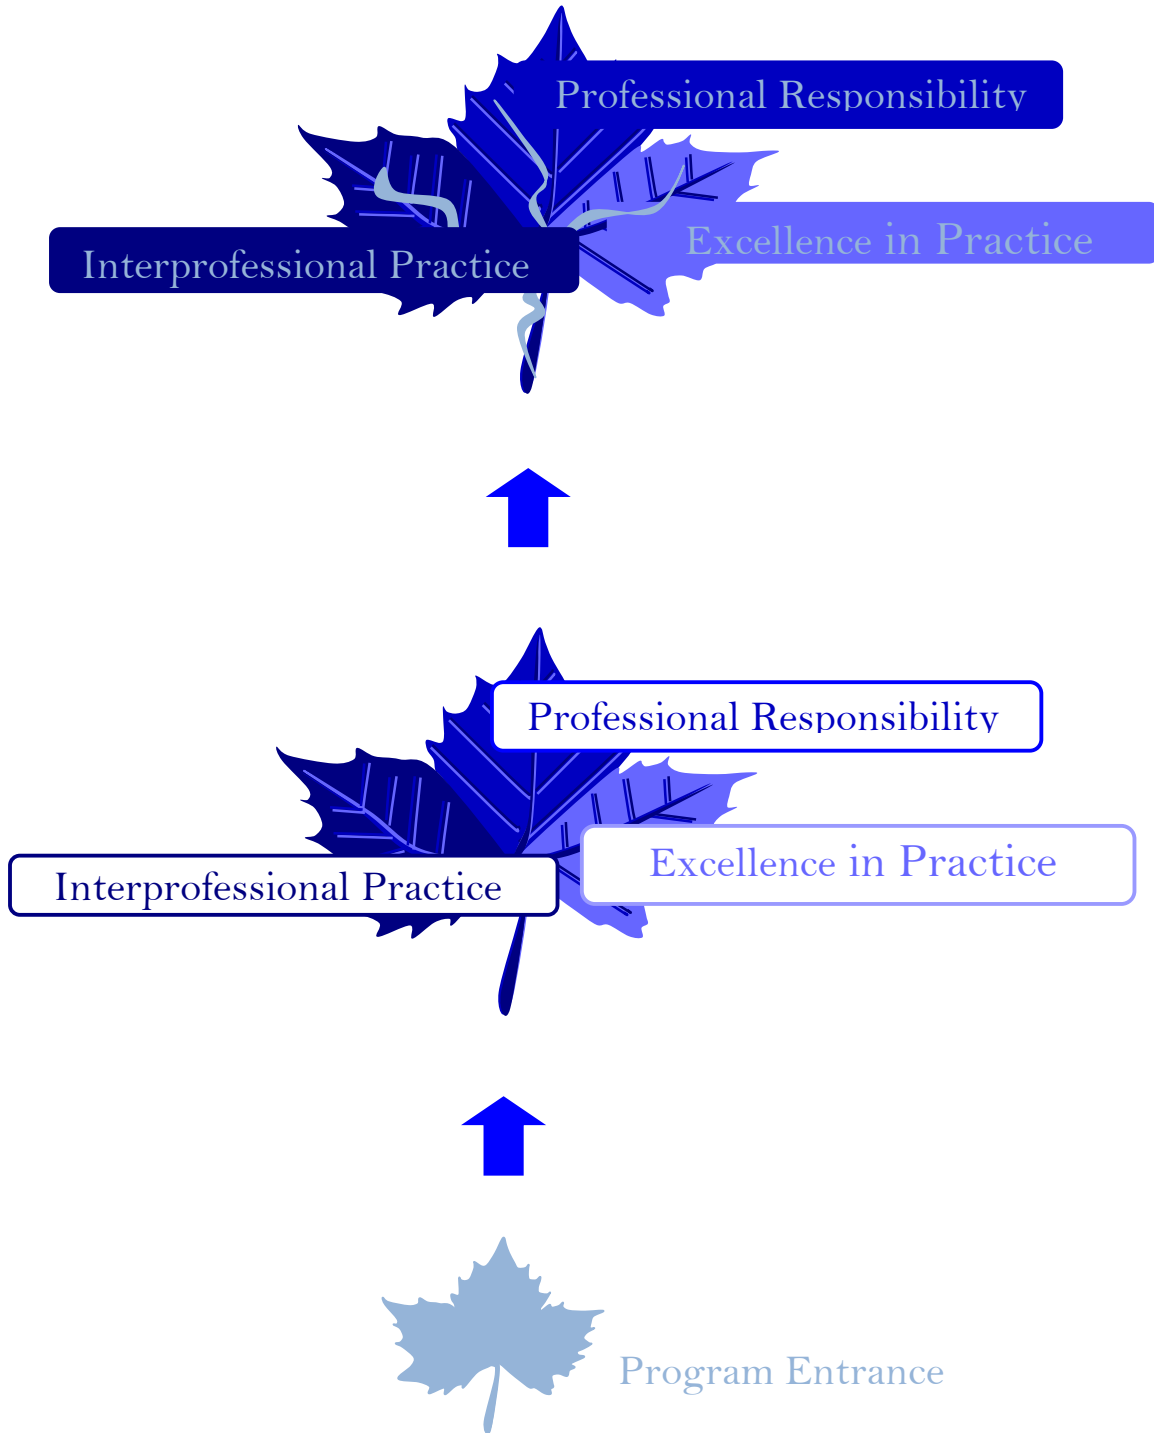 Professional Responsibility
Excellence in Practice
Interprofessional Practice
Professional Responsibility
Excellence in Practice
Interprofessional Practice
Program Entrance